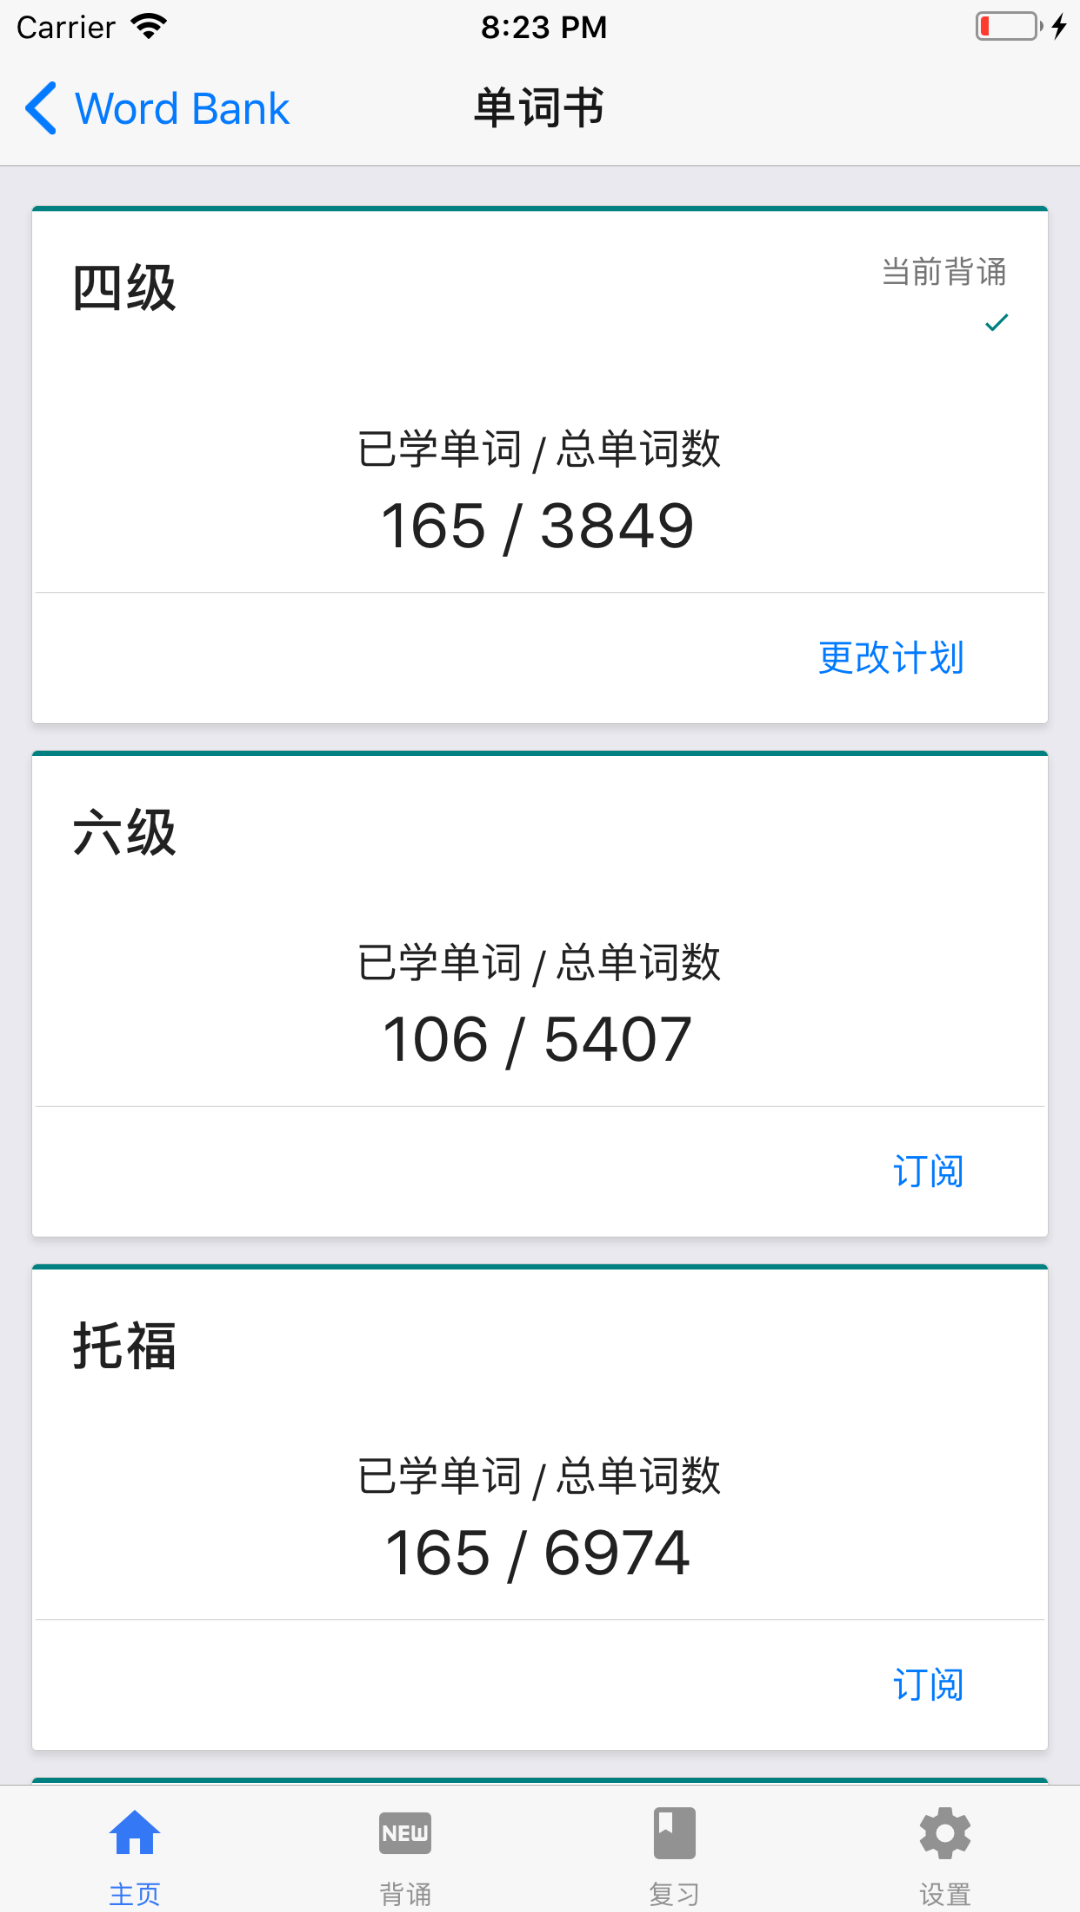 Carrier 8:23 PM
Word Bank 单词书
四级 当前背诵
已学单词 / 总单词数
165 / 3849
更改计划
六级
已学单词 / 总单词数
106 / 5407
订阅
托福
已学单词 / 总单词数
165 / 6974
订阅
NEW
主页 背诵 复习 设置